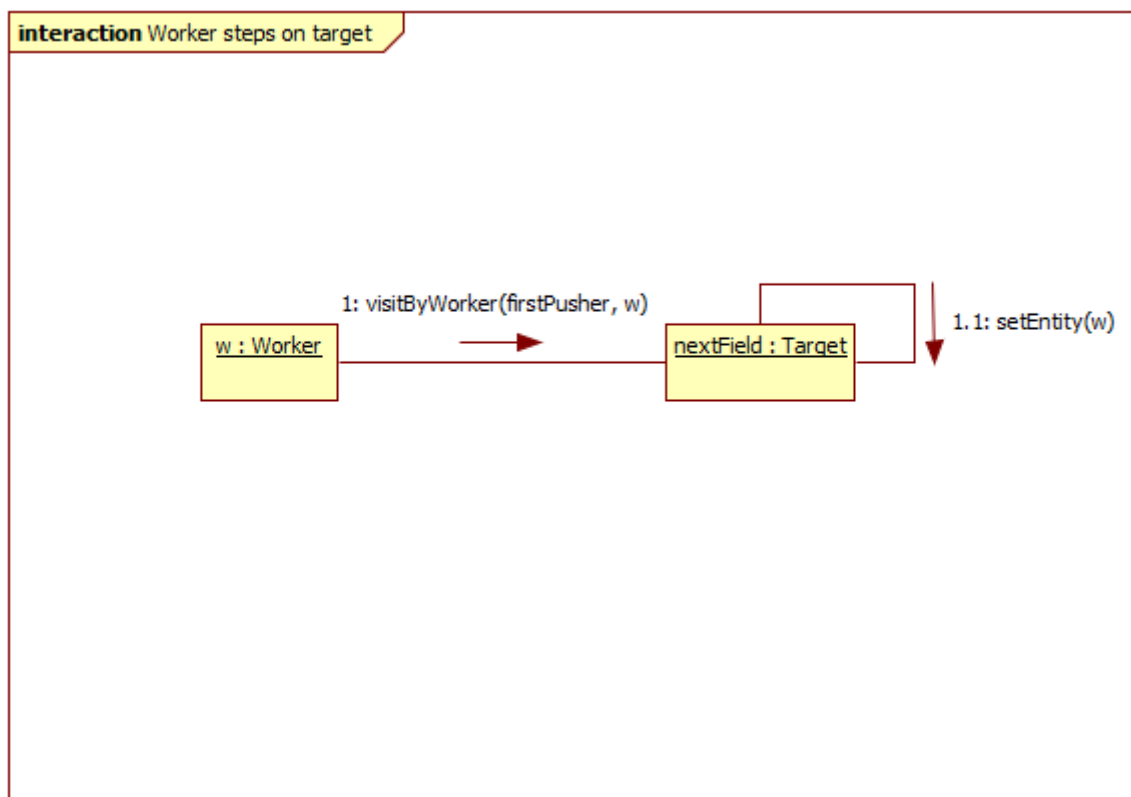 interaction Worker steps on target
1: visitByWorker(firstPusher, w)
1.1: setEntity(w)
w : Worker
nextField : Target